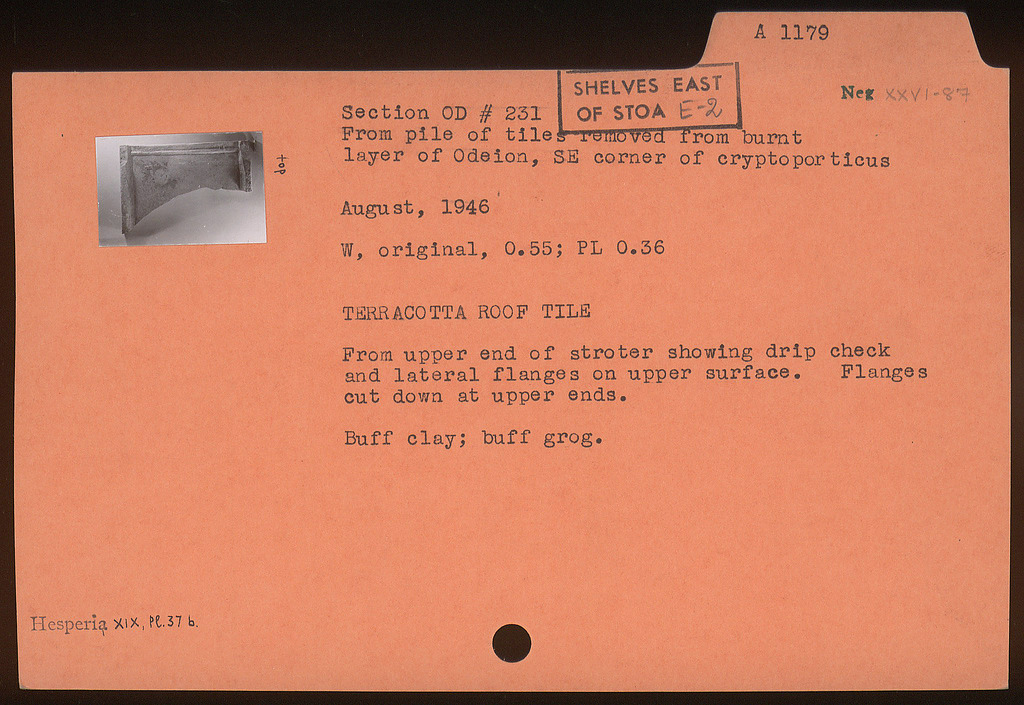 A 1179
SHELVES EAST
OF STOA E-2
Neg XXVI-87
Section OD # 231
From pile of tiles removed from burnt
layer of Odeion, SE corner of cryptoporticus
top
August, 1946
W, original, 0.55; PL 0.36
TERRACOTTA ROOF TILE
From upper end of stroter showing drip check
and lateral flanges on upper surface. Flanges
cut down at upper ends.
Buff clay; buff grog.
Hesperia XIX, Pl. 37 b.